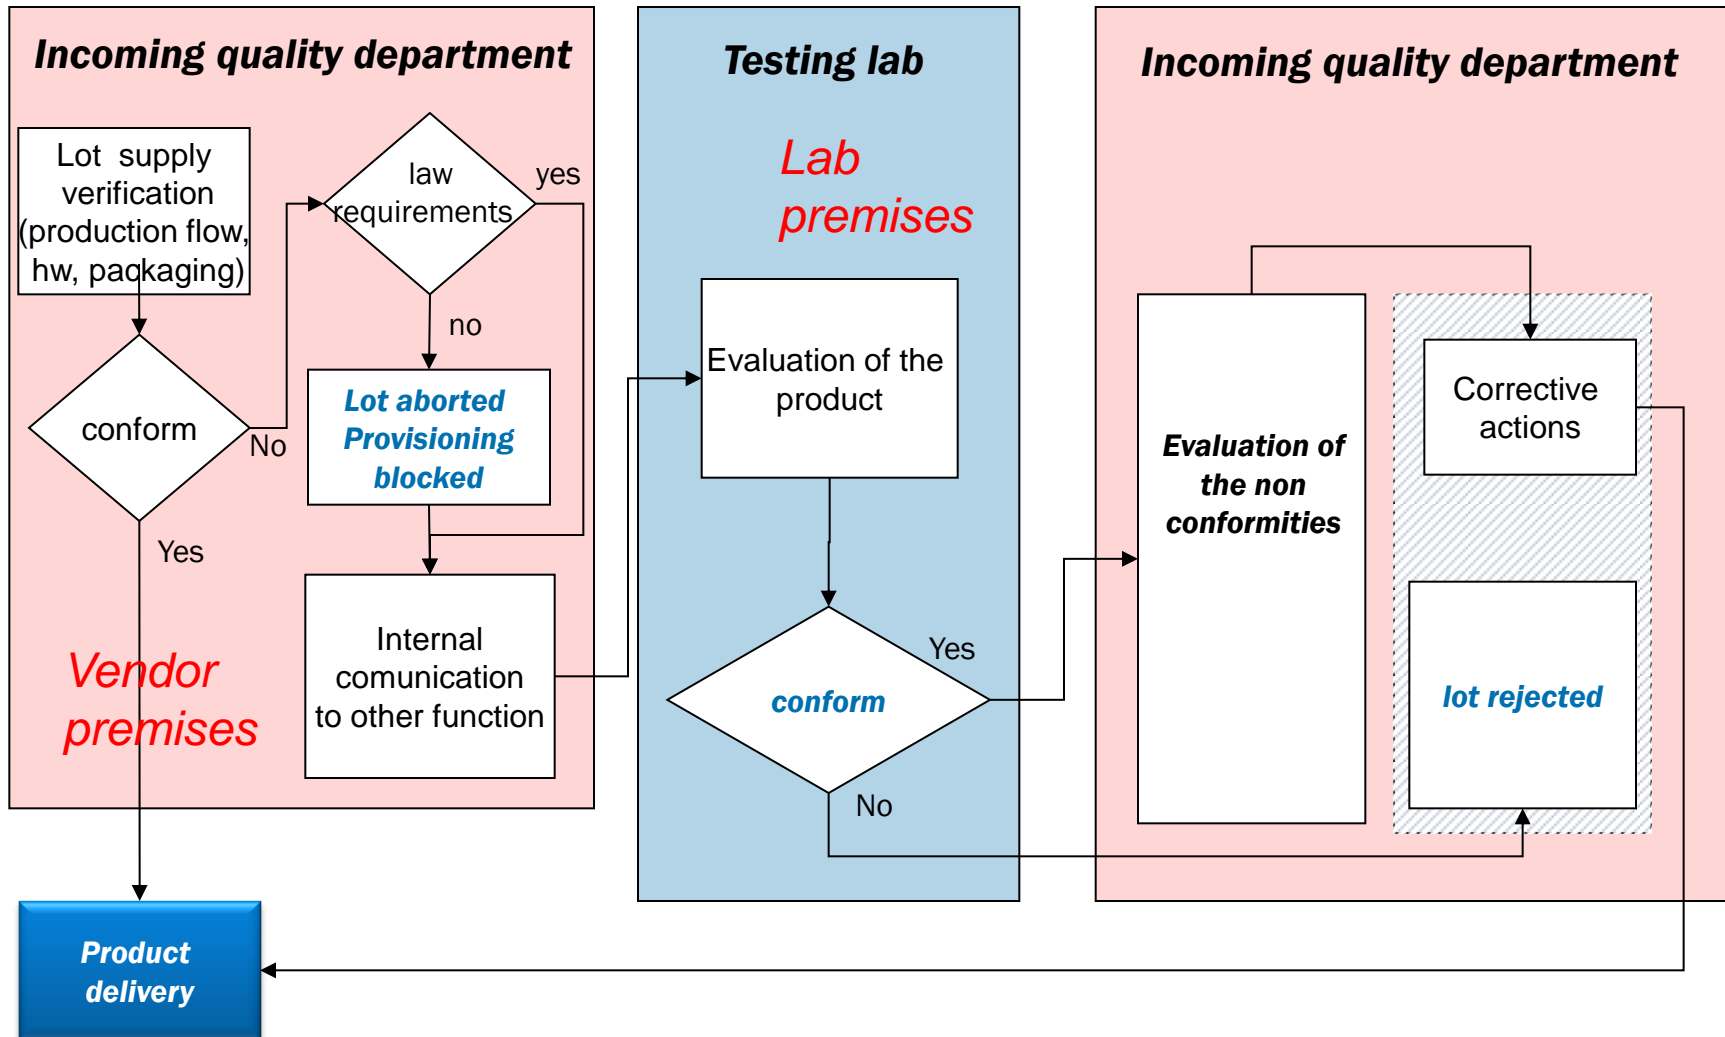 Incoming quality department
Lot supply
verification
(production flow,
hw, packaging)
law
requirements
yes
no
conform
No
Yes
Lot aborted
Provisioning
blocked
Internal
comunication
to other function
Vendor
premises
Product
delivery
Testing lab
Lab
premises
Evaluation of the
product
conform
Yes
No
Incoming quality department
Evaluation of
the non
conformities
Corrective
actions
lot rejected